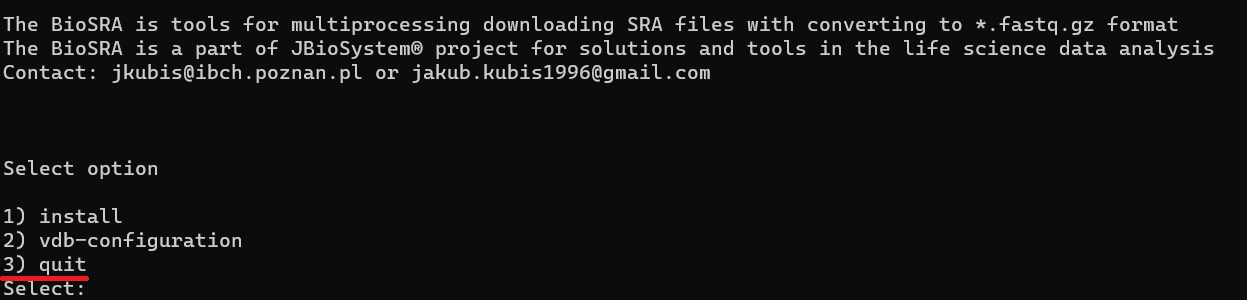 The BioSRA is tools for multiprocessing downloading SRA files with converting to *.fastq.gz format
The BioSRA is a part of JBioSystem® project for solutions and tools in the life science data analysis
Contact: jkubis@ibch.poznan.pl or jakub.kubis1996@gmail.com
Select option
1) install
2) vdb-configuration
3) quit
Select: